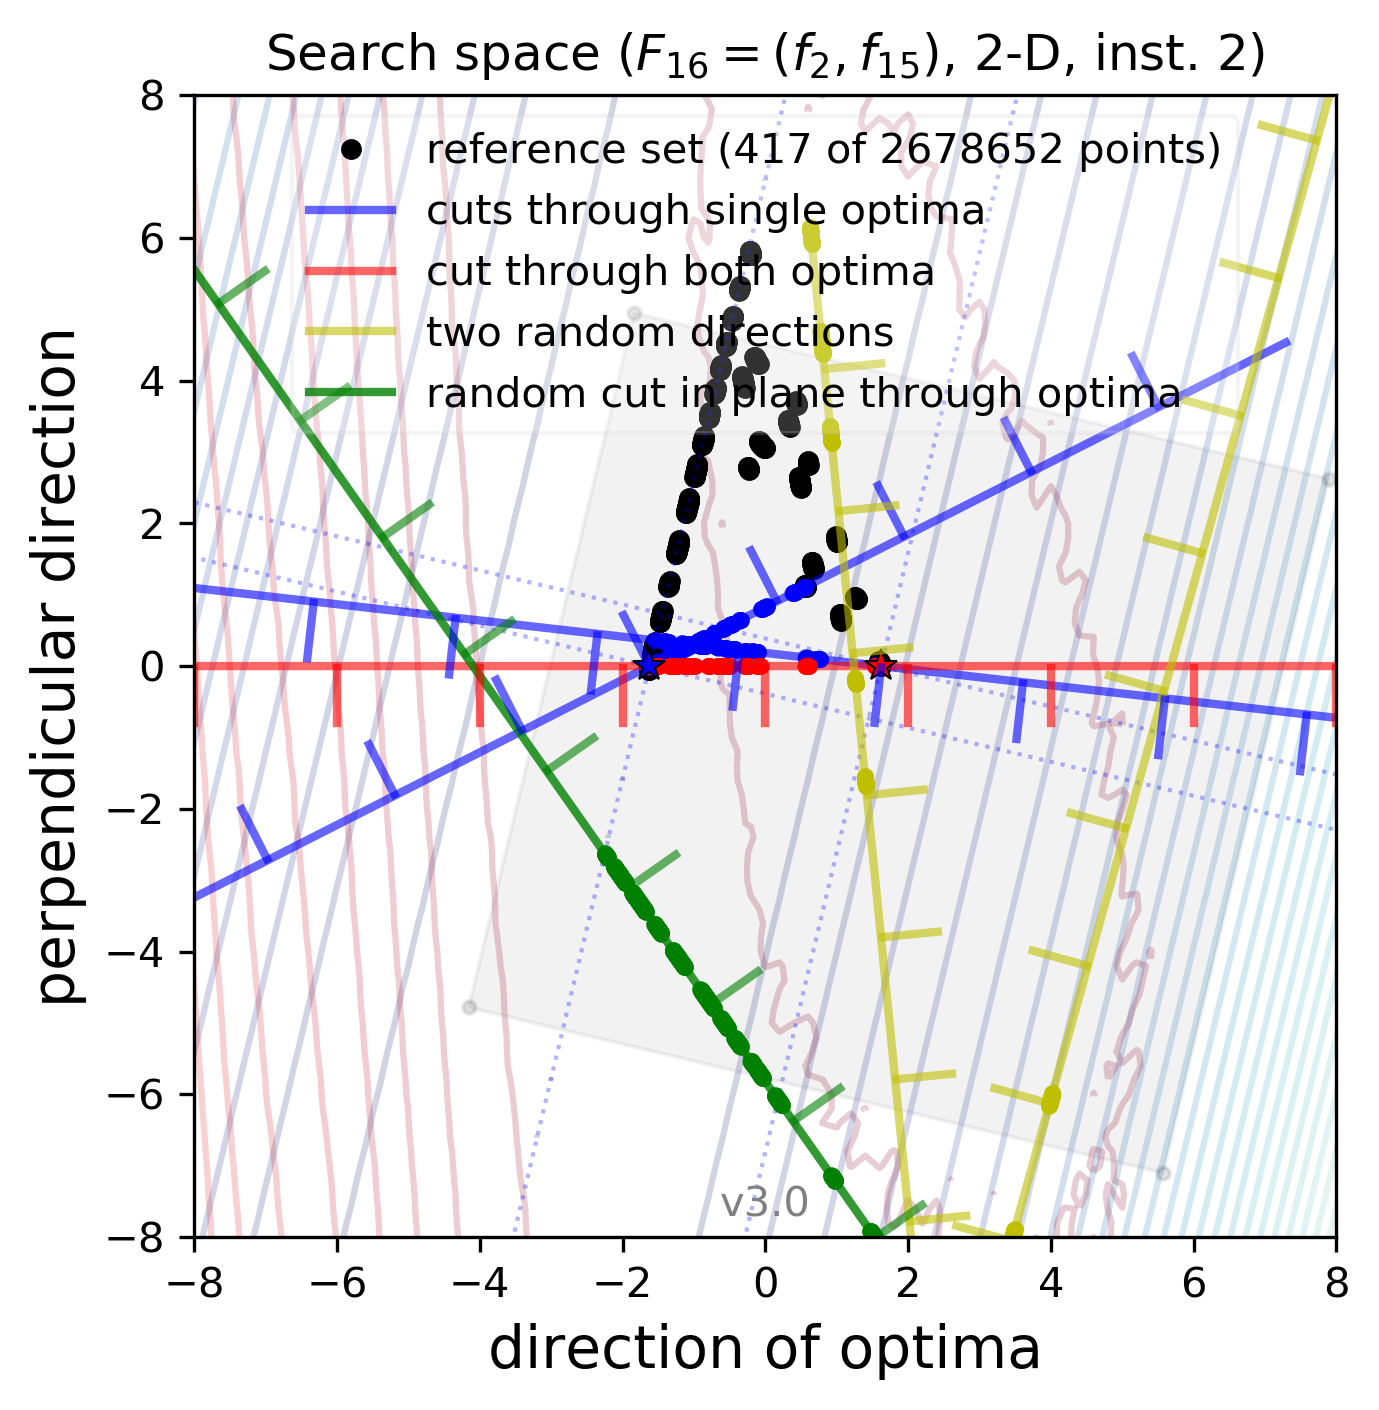 Search space (F₁₆ = (f₂, f₁₅), 2-D, inst. 2)
reference set (417 of 2678652 points)
cuts through single optima
cut through both optima
two random directions
random cut in plane through optima
8
6
4
2
0
−2
−4
−6
−8
perpendicular direction
v3.0
−8 −6 −4 −2 0 2 4 6 8
direction of optima